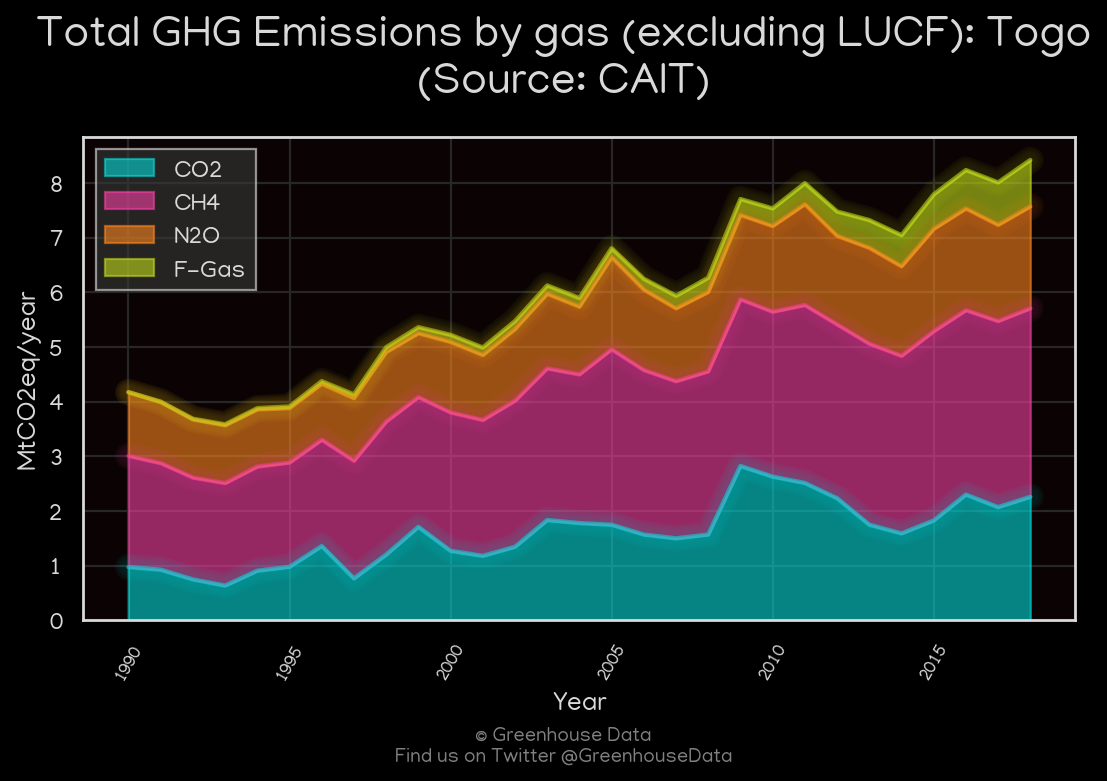 Total GHG Emissions by gas (excluding LUCF): Togo
(Source: CAIT)
CO2
CH4
N2O
F-Gas
MtCO2eq/year
8
7
6
5
4
3
2
1
0
1990
1995
2000
2005
2010
2015
Year
© Greenhouse Data
Find us on Twitter @GreenhouseData